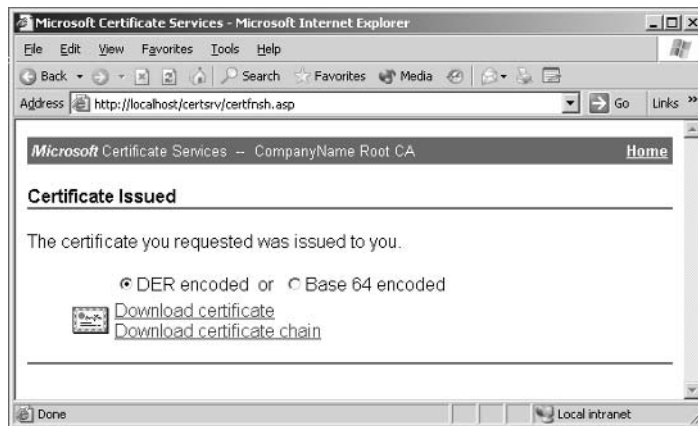 Microsoft Certificate Services - Microsoft Internet Explorer
File Edit View Favorites Tools Help
Back Search Favorites Media
Address http://localhost/certsrv/certfnsh.asp Go Links »
Microsoft Certificate Services -- CompanyName Root CA Home
Certificate Issued
The certificate you requested was issued to you.
DER encoded or Base 64 encoded
Download certificate
Download certificate chain
Done Local intranet